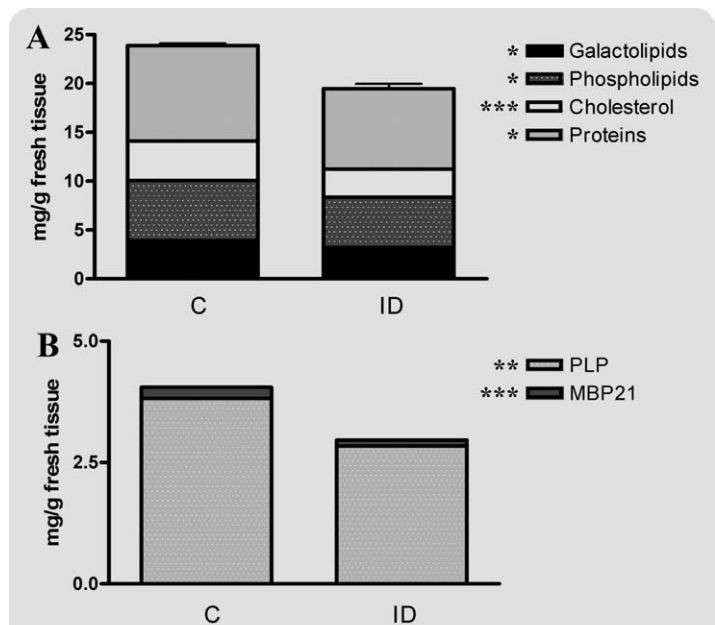 A
25
20
15
10
5
0
mg/g fresh tissue
C
ID
* Galactolipids
* Phospholipids
*** Cholesterol
* Proteins
B
5.0
2.5
0.0
mg/g fresh tissue
C
ID
** PLP
*** MBP21